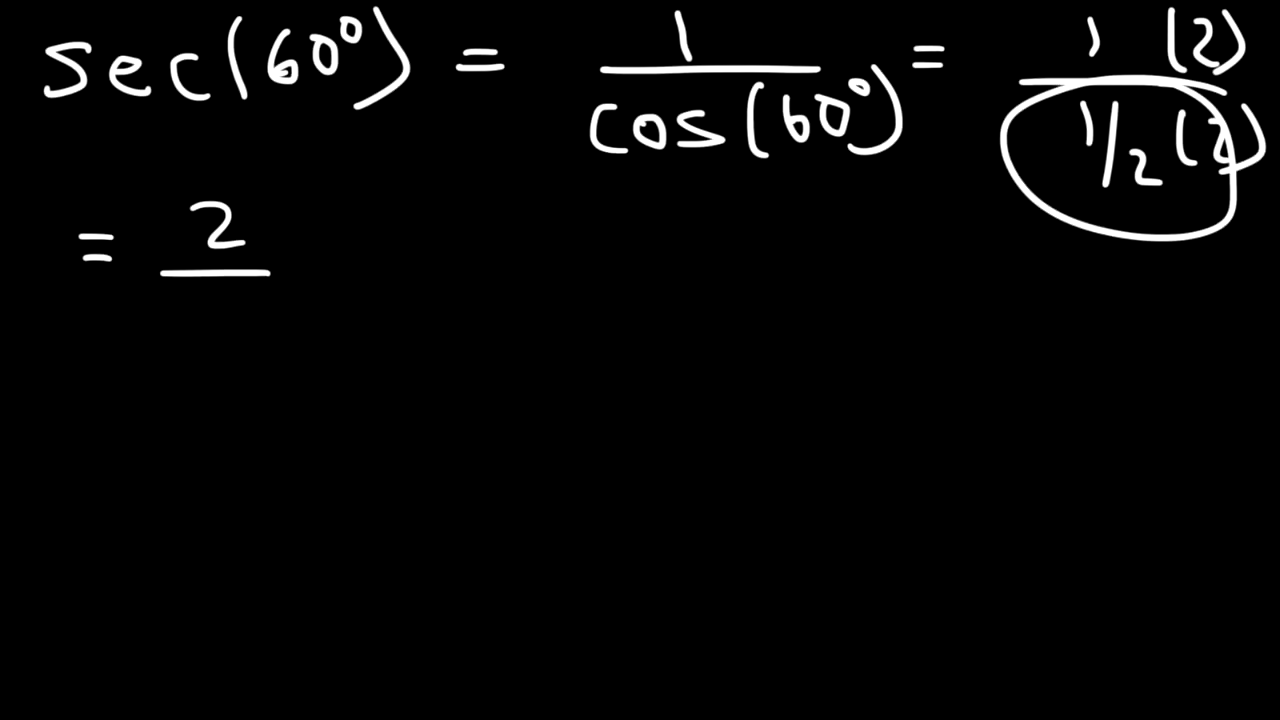 sec(60°) = 1/cos(60°) = 1 (2)/1/2 (2)
= 2